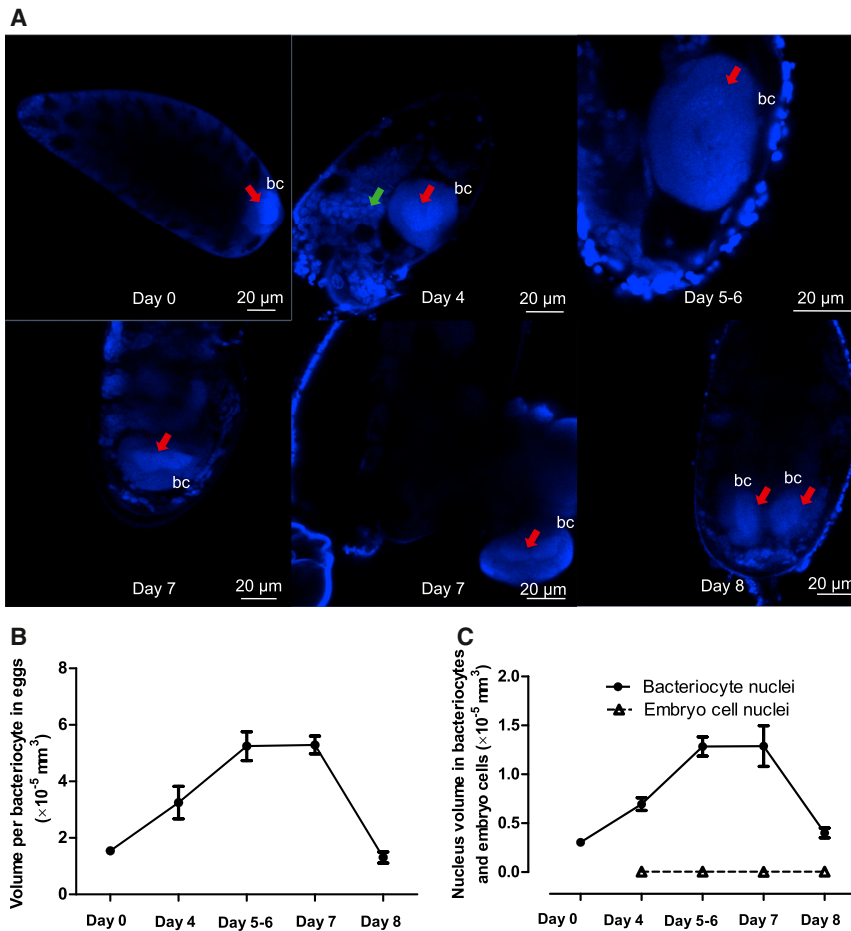 A
bc
Day 0
20 µm
bc
Day 4
20 µm
bc
Day 5-6
20 µm
bc
Day 7
20 µm
bc
Day 7
20 µm
bc bc
Day 8
20 µm
B
Volume per bacteriocyte in eggs
(×10⁻⁵ mm³)
8
6
4
2
0
Day 0 Day 4 Day 5-6 Day 7 Day 8
C
Nucleus volume in bacteriocytes
and embryo cells (×10⁻⁵ mm³)
2.0
1.5
1.0
0.5
0.0
Bacteriocyte nuclei
Embryo cell nuclei
Day 0 Day 4 Day 5-6 Day 7 Day 8